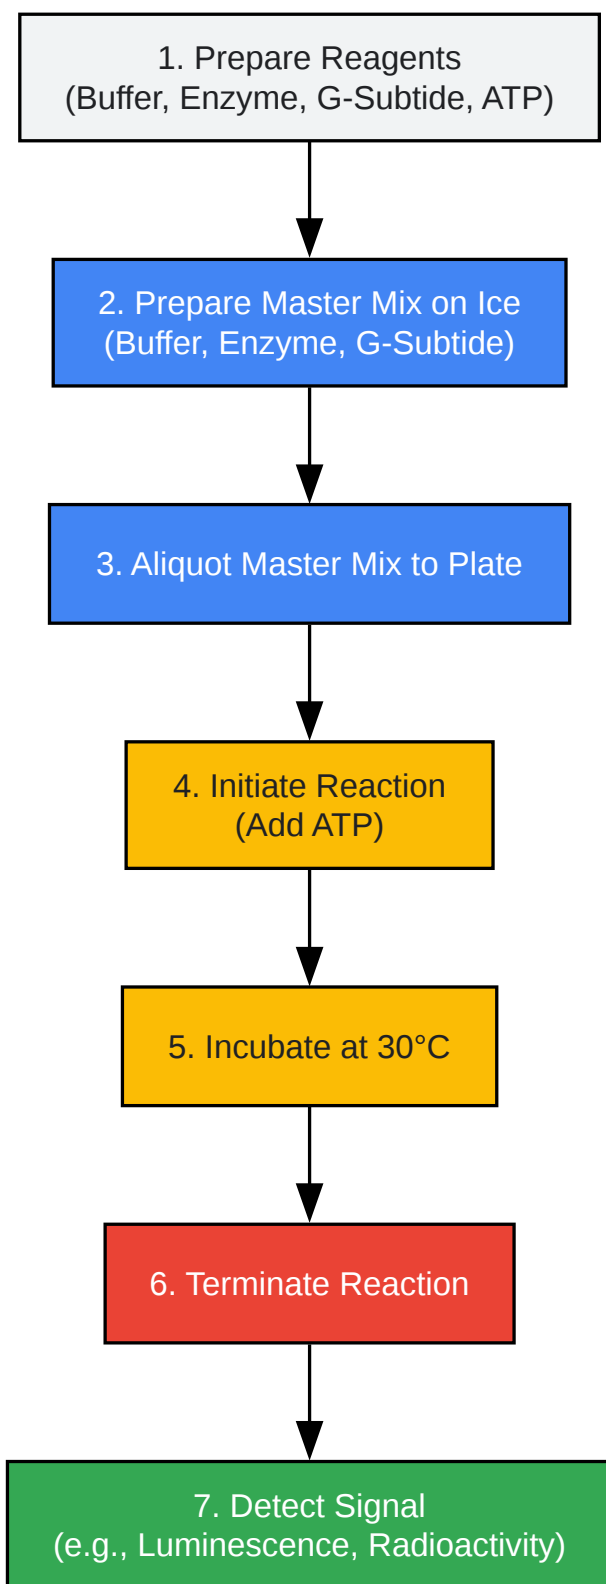 1. Prepare Reagents
(Buffer, Enzyme, G-Subtide, ATP)
2. Prepare Master Mix on Ice
(Buffer, Enzyme, G-Subtide)
3. Aliquot Master Mix to Plate
4. Initiate Reaction
(Add ATP)
5. Incubate at 30°C
6. Terminate Reaction
7. Detect Signal
(e.g., Luminescence, Radioactivity)